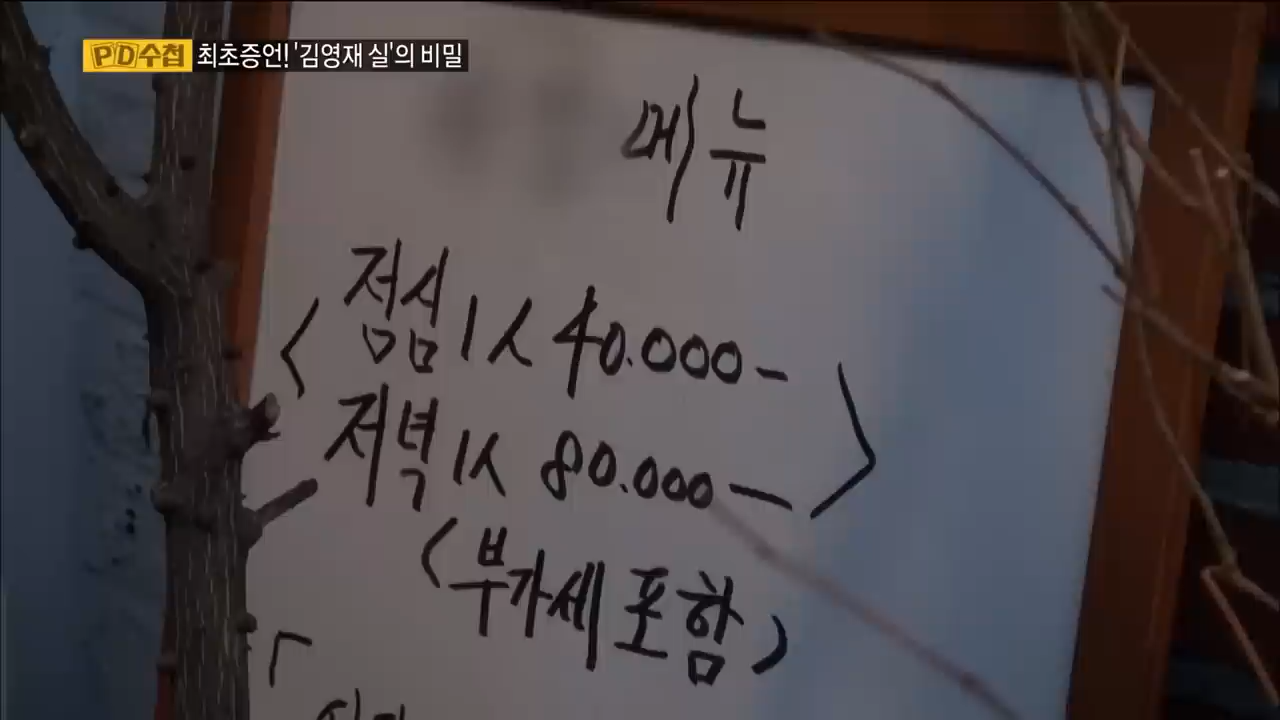 PD수첩 최초증언! '김영재 실'의 비밀
메뉴
점심 1人 40.000-
저녁 1人 80.000-
(부가세 포함)